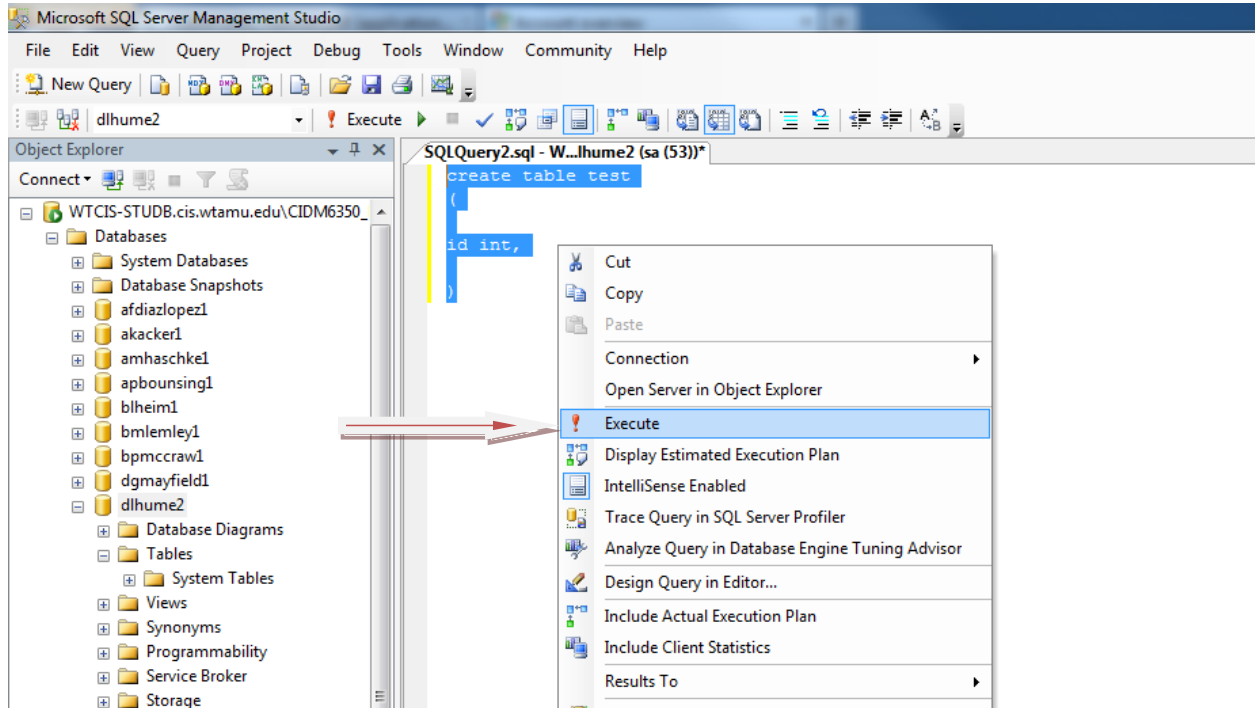 Microsoft SQL Server Management Studio
File Edit View Query Project Debug Tools Window Community Help
New Query
dlhume2 Execute
Object Explorer
SQLQuery2.sql - W...lhume2 (sa (53))*
Connect
create table test
(
id int,
)
WTCIS-STUDB.cis.wtamu.edu\CIDM6350_
Databases
System Databases
Database Snapshots
afdiazlopez1
akacker1
amhaschke1
apbounsing1
blheim1
bmlemley1
bpmccraw1
dgmayfield1
dlhume2
Database Diagrams
Tables
System Tables
Views
Synonyms
Programmability
Service Broker
Storage
Cut
Copy
Paste
Connection
Open Server in Object Explorer
Execute
Display Estimated Execution Plan
IntelliSense Enabled
Trace Query in SQL Server Profiler
Analyze Query in Database Engine Tuning Advisor
Design Query in Editor...
Include Actual Execution Plan
Include Client Statistics
Results To